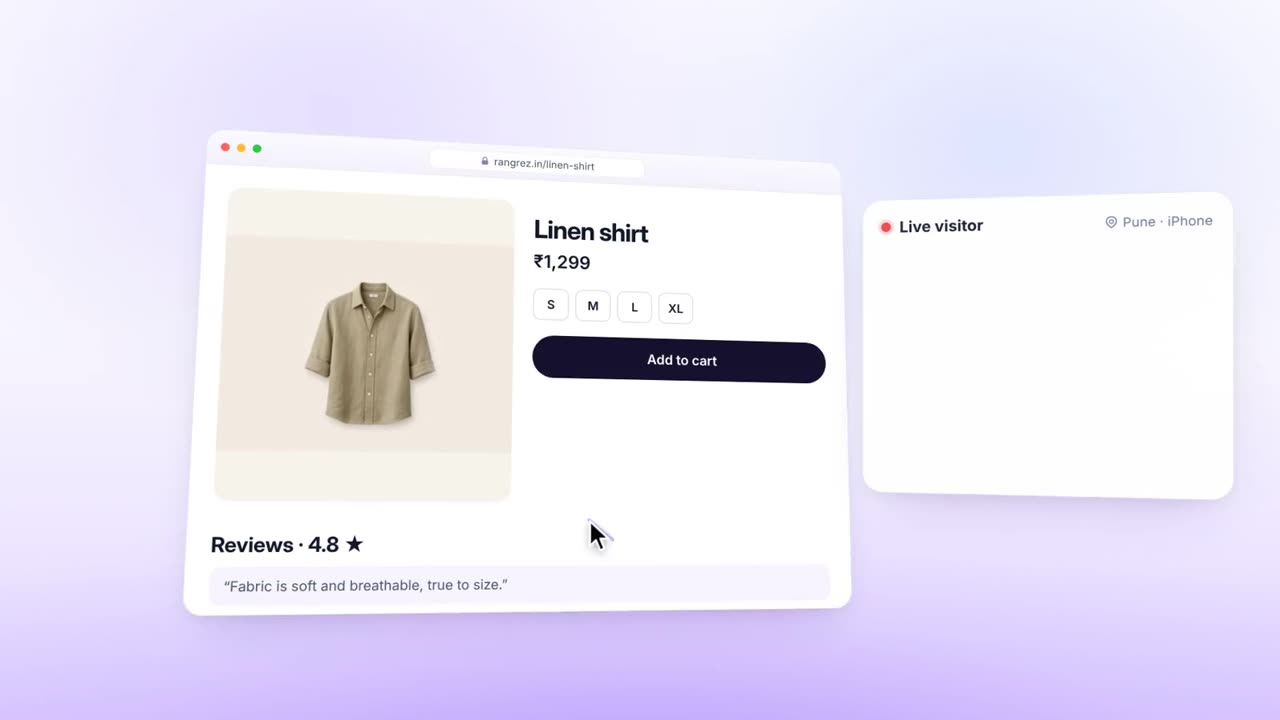 rangrez.in/linen-shirt
Linen shirt
₹1,299
S M L XL
Add to cart
Reviews · 4.8 ★
“Fabric is soft and breathable, true to size.”
Live visitor
Pune · iPhone